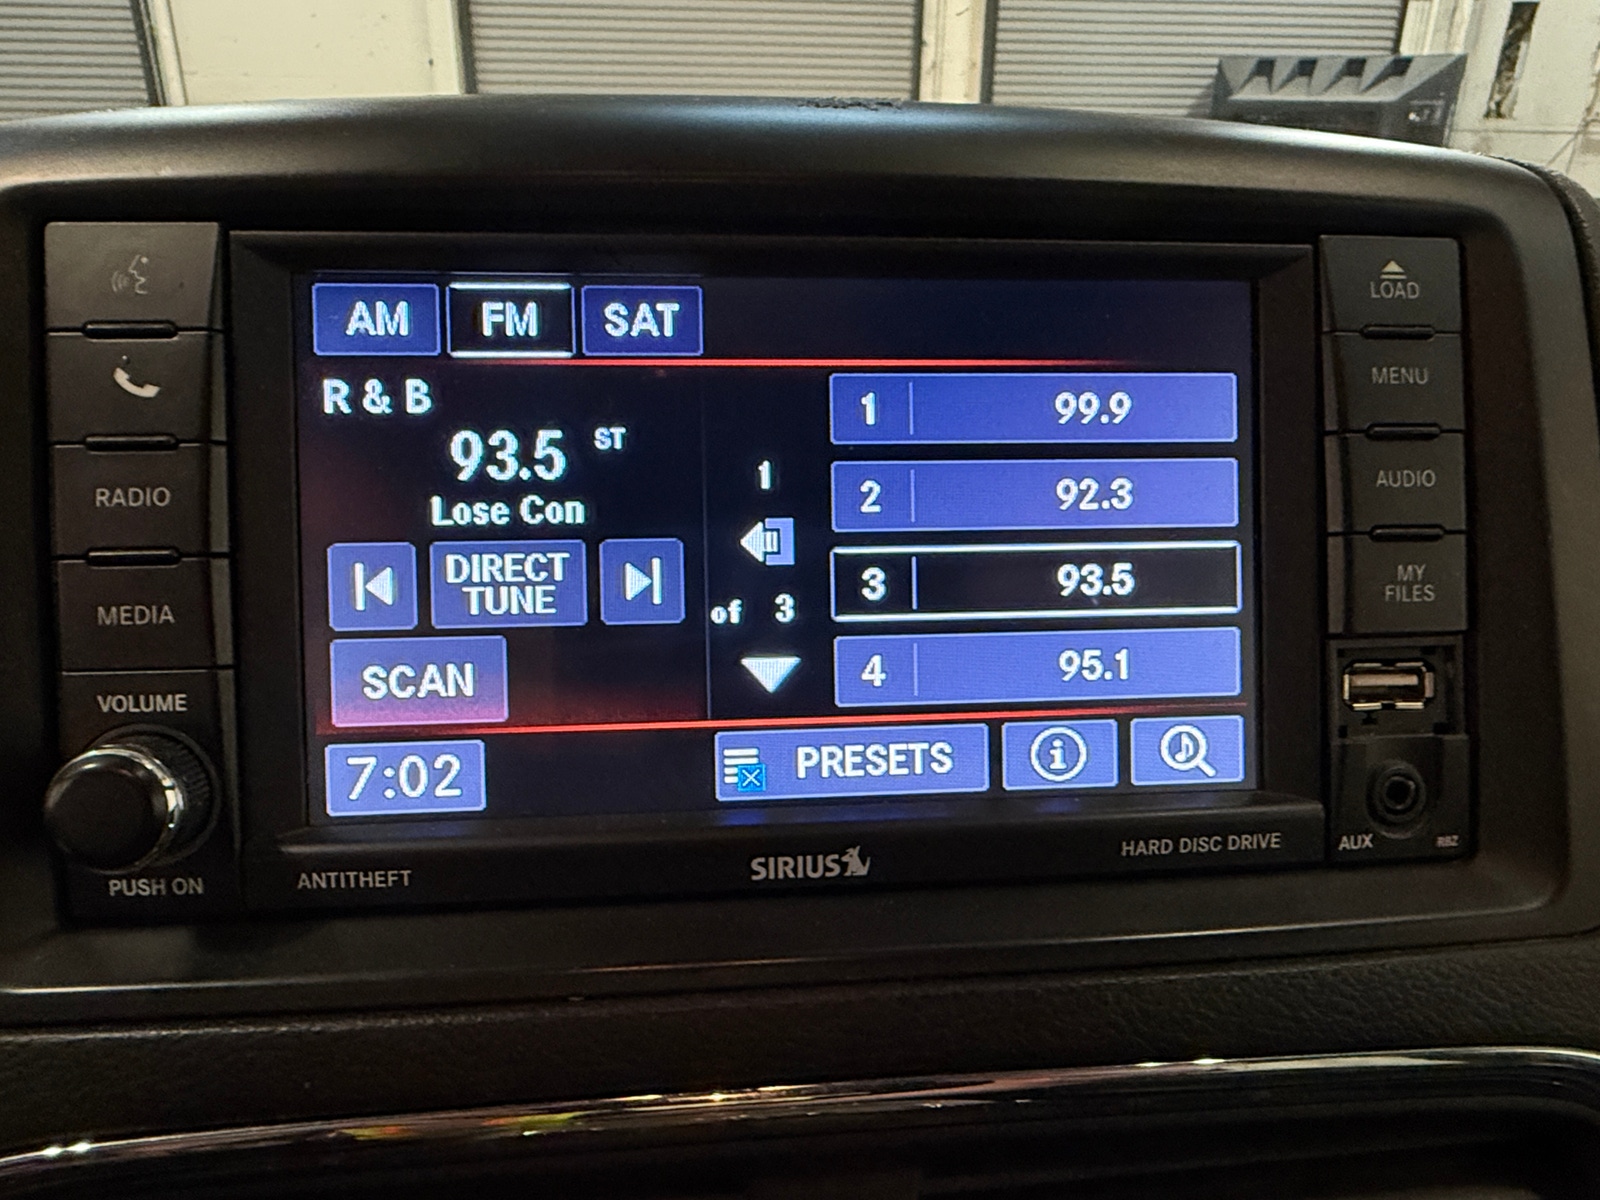 LOAD
AM FM SAT
MENU
R & B
1 99.9
93.5 ST
1
2 92.3
AUDIO
RADIO
Lose Con
DIRECT
TUNE
3 93.5
MY
FILES
of 3
MEDIA
SCAN
4 95.1
VOLUME
7:02
PRESETS
i
PUSH ON
ANTITHEFT
SIRIUS
HARD DISC DRIVE
AUX
RBZ